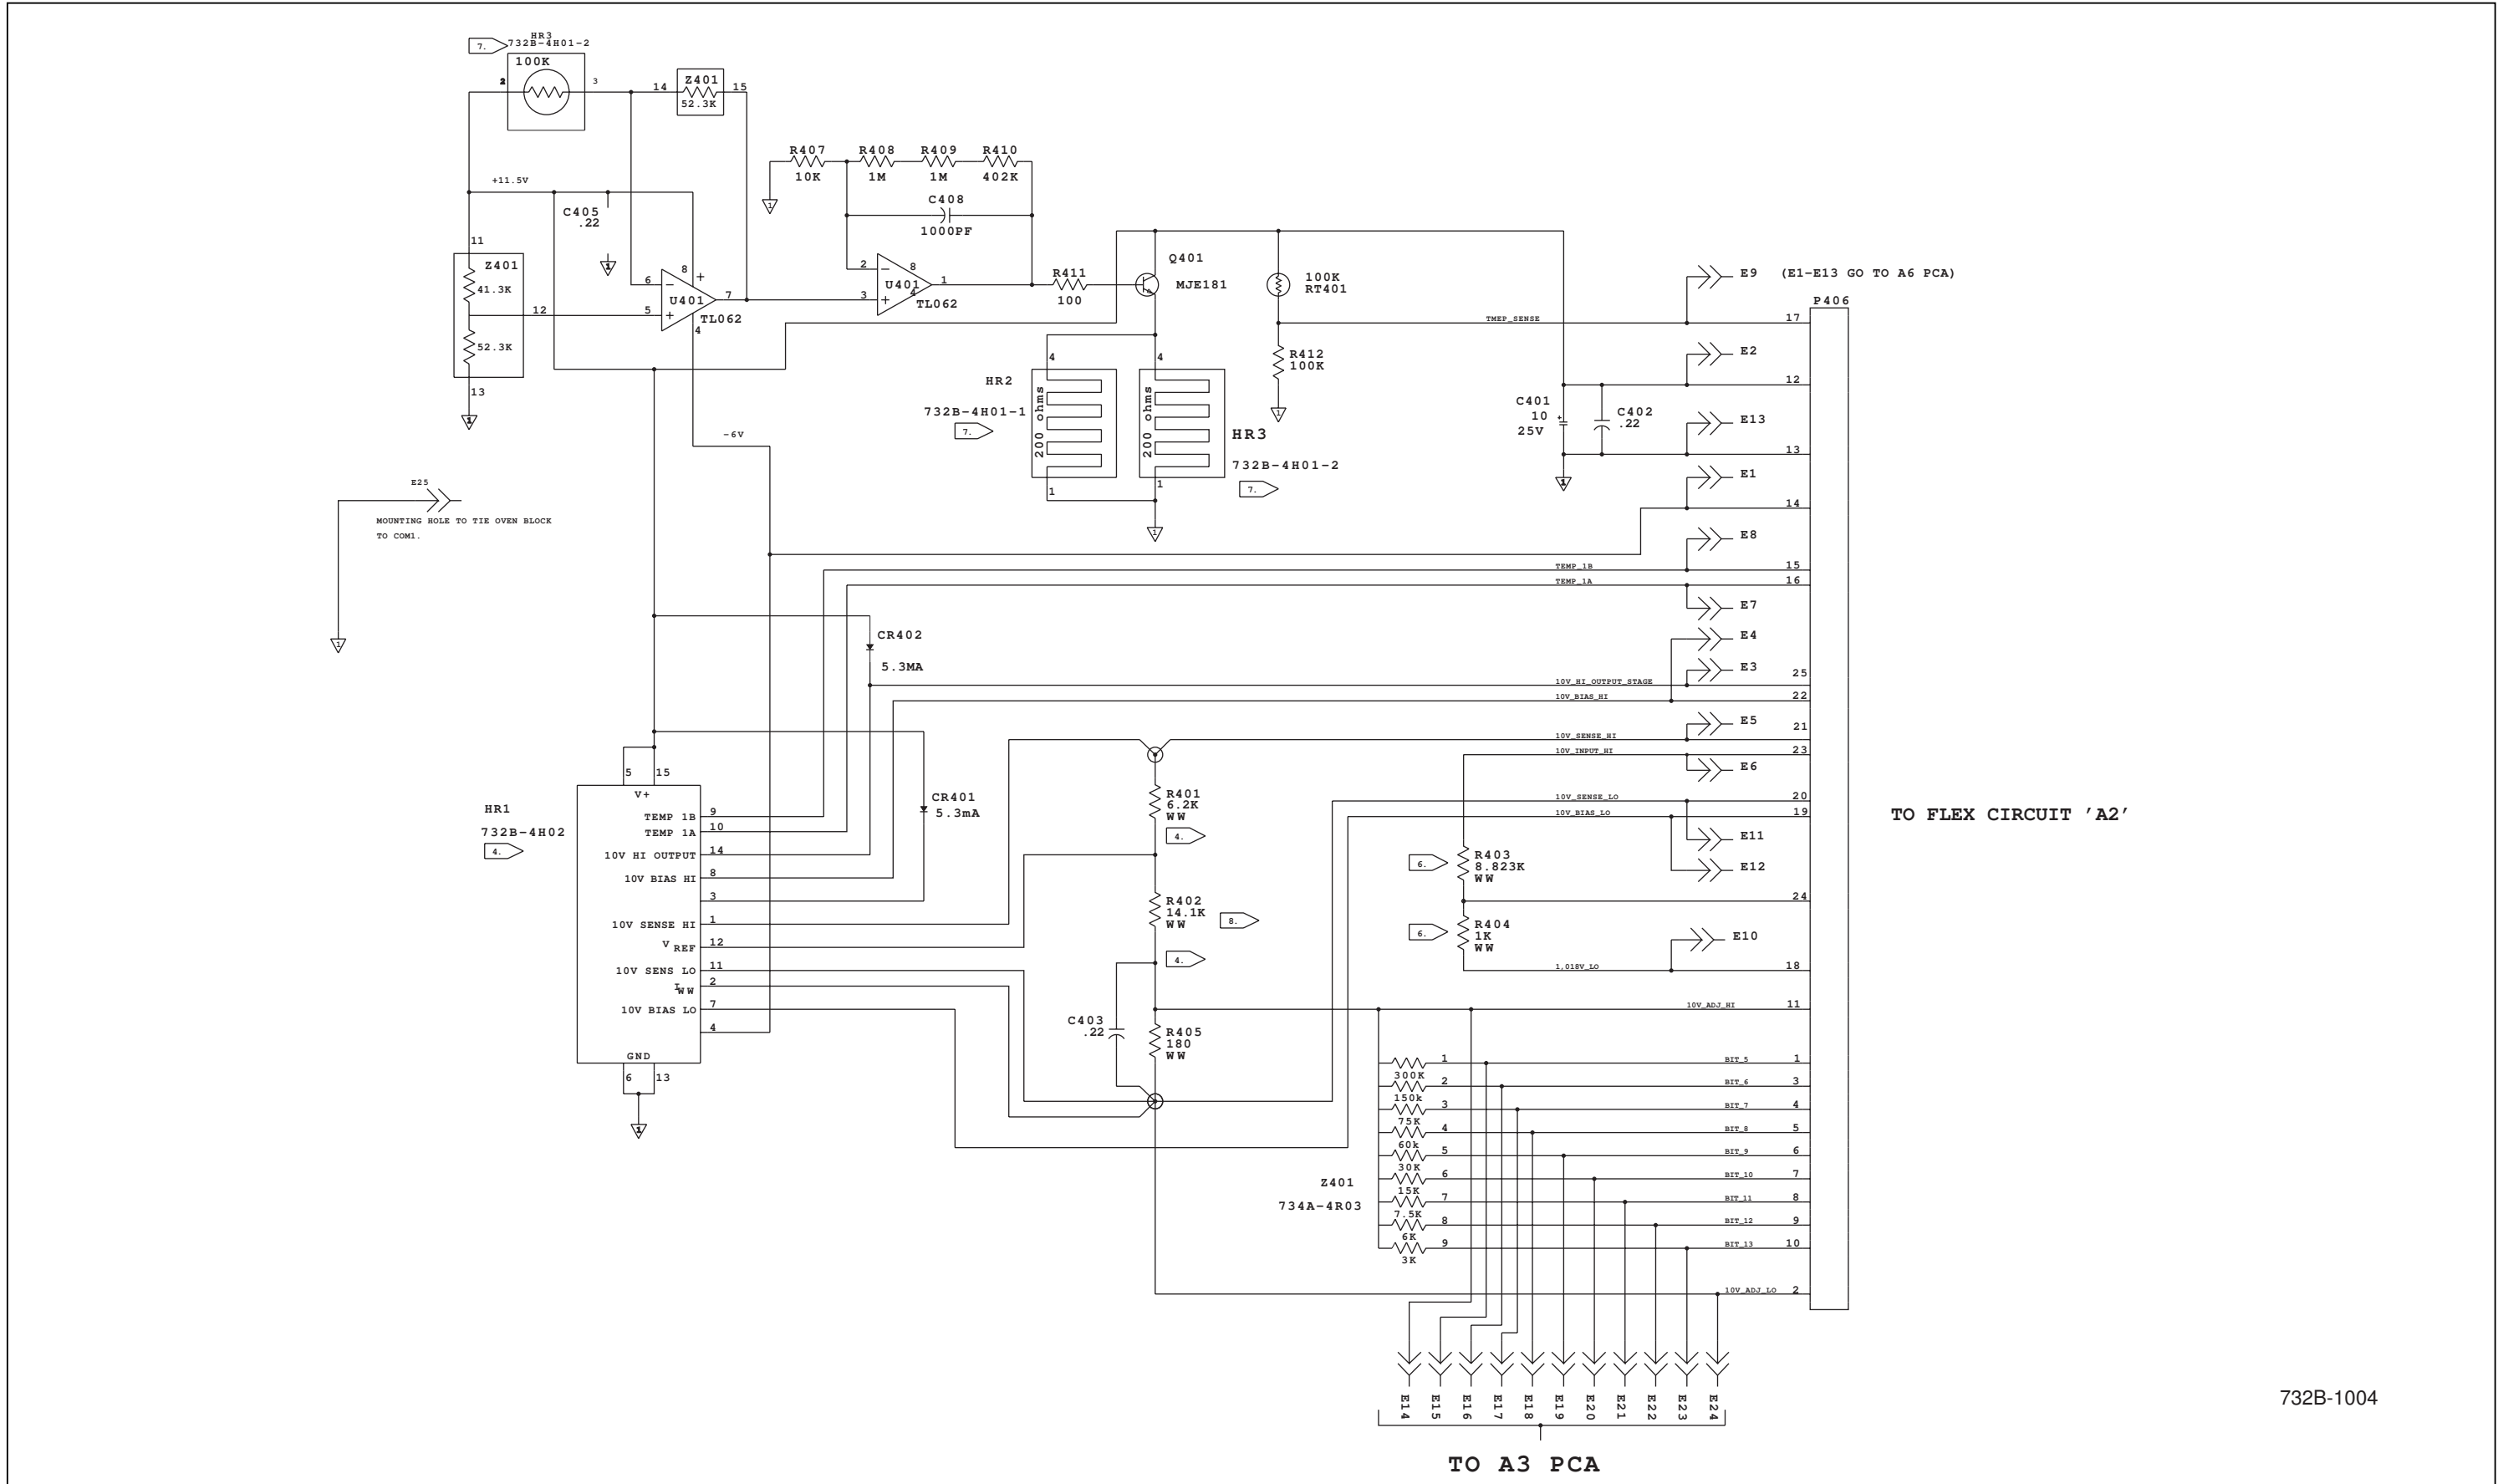 HR3
732B-4H01-2
7.
100K
2
3
14
Z401
15
52.3K
R407
R408
R409
R410
10K
1M
1M
402K
+11.5V
C405
.22
C408
1000PF
1
1
11
Z401
41.3K
12
52.3K
13
1
6
5
8
+
-
+
U401
7
TL062
4
2
3
8
-
+
U401
4
1
TL062
R411
100
Q401
MJE181
100K
RT401
E9
(E1-E13 GO TO A6 PCA)
P406
TMEP_SENSE
17
E2
12
R412
100K
1
-6V
4
4
HR2
732B-4H01-1
7.
200 ohms
200 ohms
HR3
732B-4H01-2
7.
1
1
1
C401
10
25V
+
C402
.22
E13
13
1
E1
14
E25
MOUNTING HOLE TO TIE OVEN BLOCK
TO COM1.
1
E8
TEMP_1B
15
TEMP_1A
16
E7
CR402
5.3MA
E4
E3
25
10V_HI_OUTPUT_STAGE
10V_BIAS_HI
22
E5
21
10V_SENSE_HI
10V_INPUT_HI
23
E6
5
15
V+
HR1
732B-4H02
4.
CR401
5.3mA
R401
6.2K
WW
4.
10V_SENSE_LO
20
10V_BIAS_LO
19
TO FLEX CIRCUIT 'A2'
E11
E12
TEMP 1B
9
TEMP 1A
10
10V HI OUTPUT
14
10V BIAS HI
8
3
10V SENSE HI
1
V REF
12
10V SENS LO
11
I WW
2
10V BIAS LO
7
4
GND
6
13
1
6.
R403
8.823K
WW
24
R402
14.1K
WW
8.
6.
R404
1K
WW
E10
4.
1.018V_LO
18
10V_ADJ_HI
11
C403
.22
R405
180
WW
1
BIT_5
1
300K
2
BIT_6
3
150k
3
BIT_7
4
75K
4
BIT_8
5
60k
5
BIT_9
6
30K
6
BIT_10
7
Z401
734A-4R03
15K
7
BIT_11
8
7.5K
8
BIT_12
9
6K
9
BIT_13
10
3K
10V_ADJ_LO
2
E14
E15
E16
E17
E18
E19
E20
E21
E22
E23
E24
732B-1004
TO A3 PCA